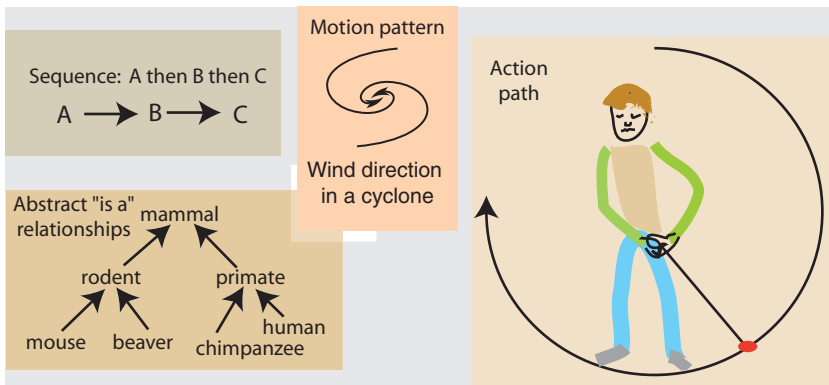 Sequence: A then B then C
A B C
Motion pattern
Wind direction
in a cyclone
Action
path
Abstract "is a"
relationships
mammal
rodent primate
mouse beaver chimpanzee human